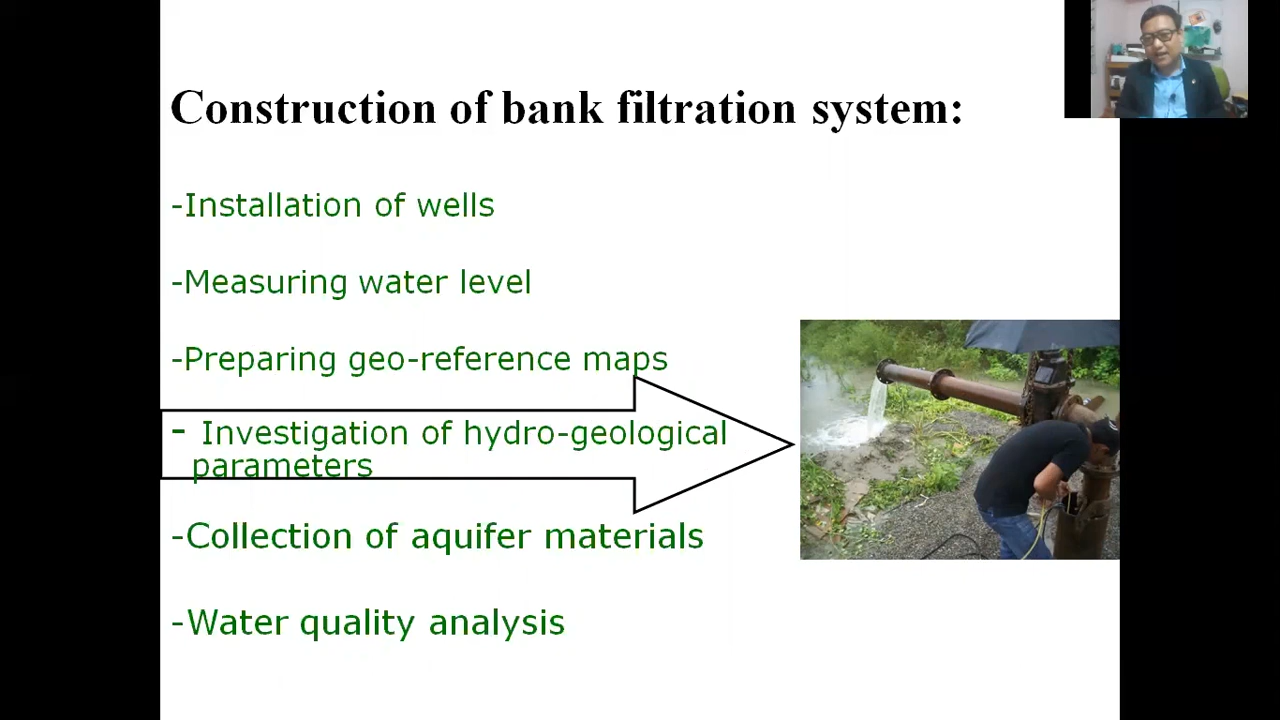 Construction of bank filtration system:
-Installation of wells
-Measuring water level
-Preparing geo-reference maps
- Investigation of hydro-geological
parameters
-Collection of aquifer materials
-Water quality analysis